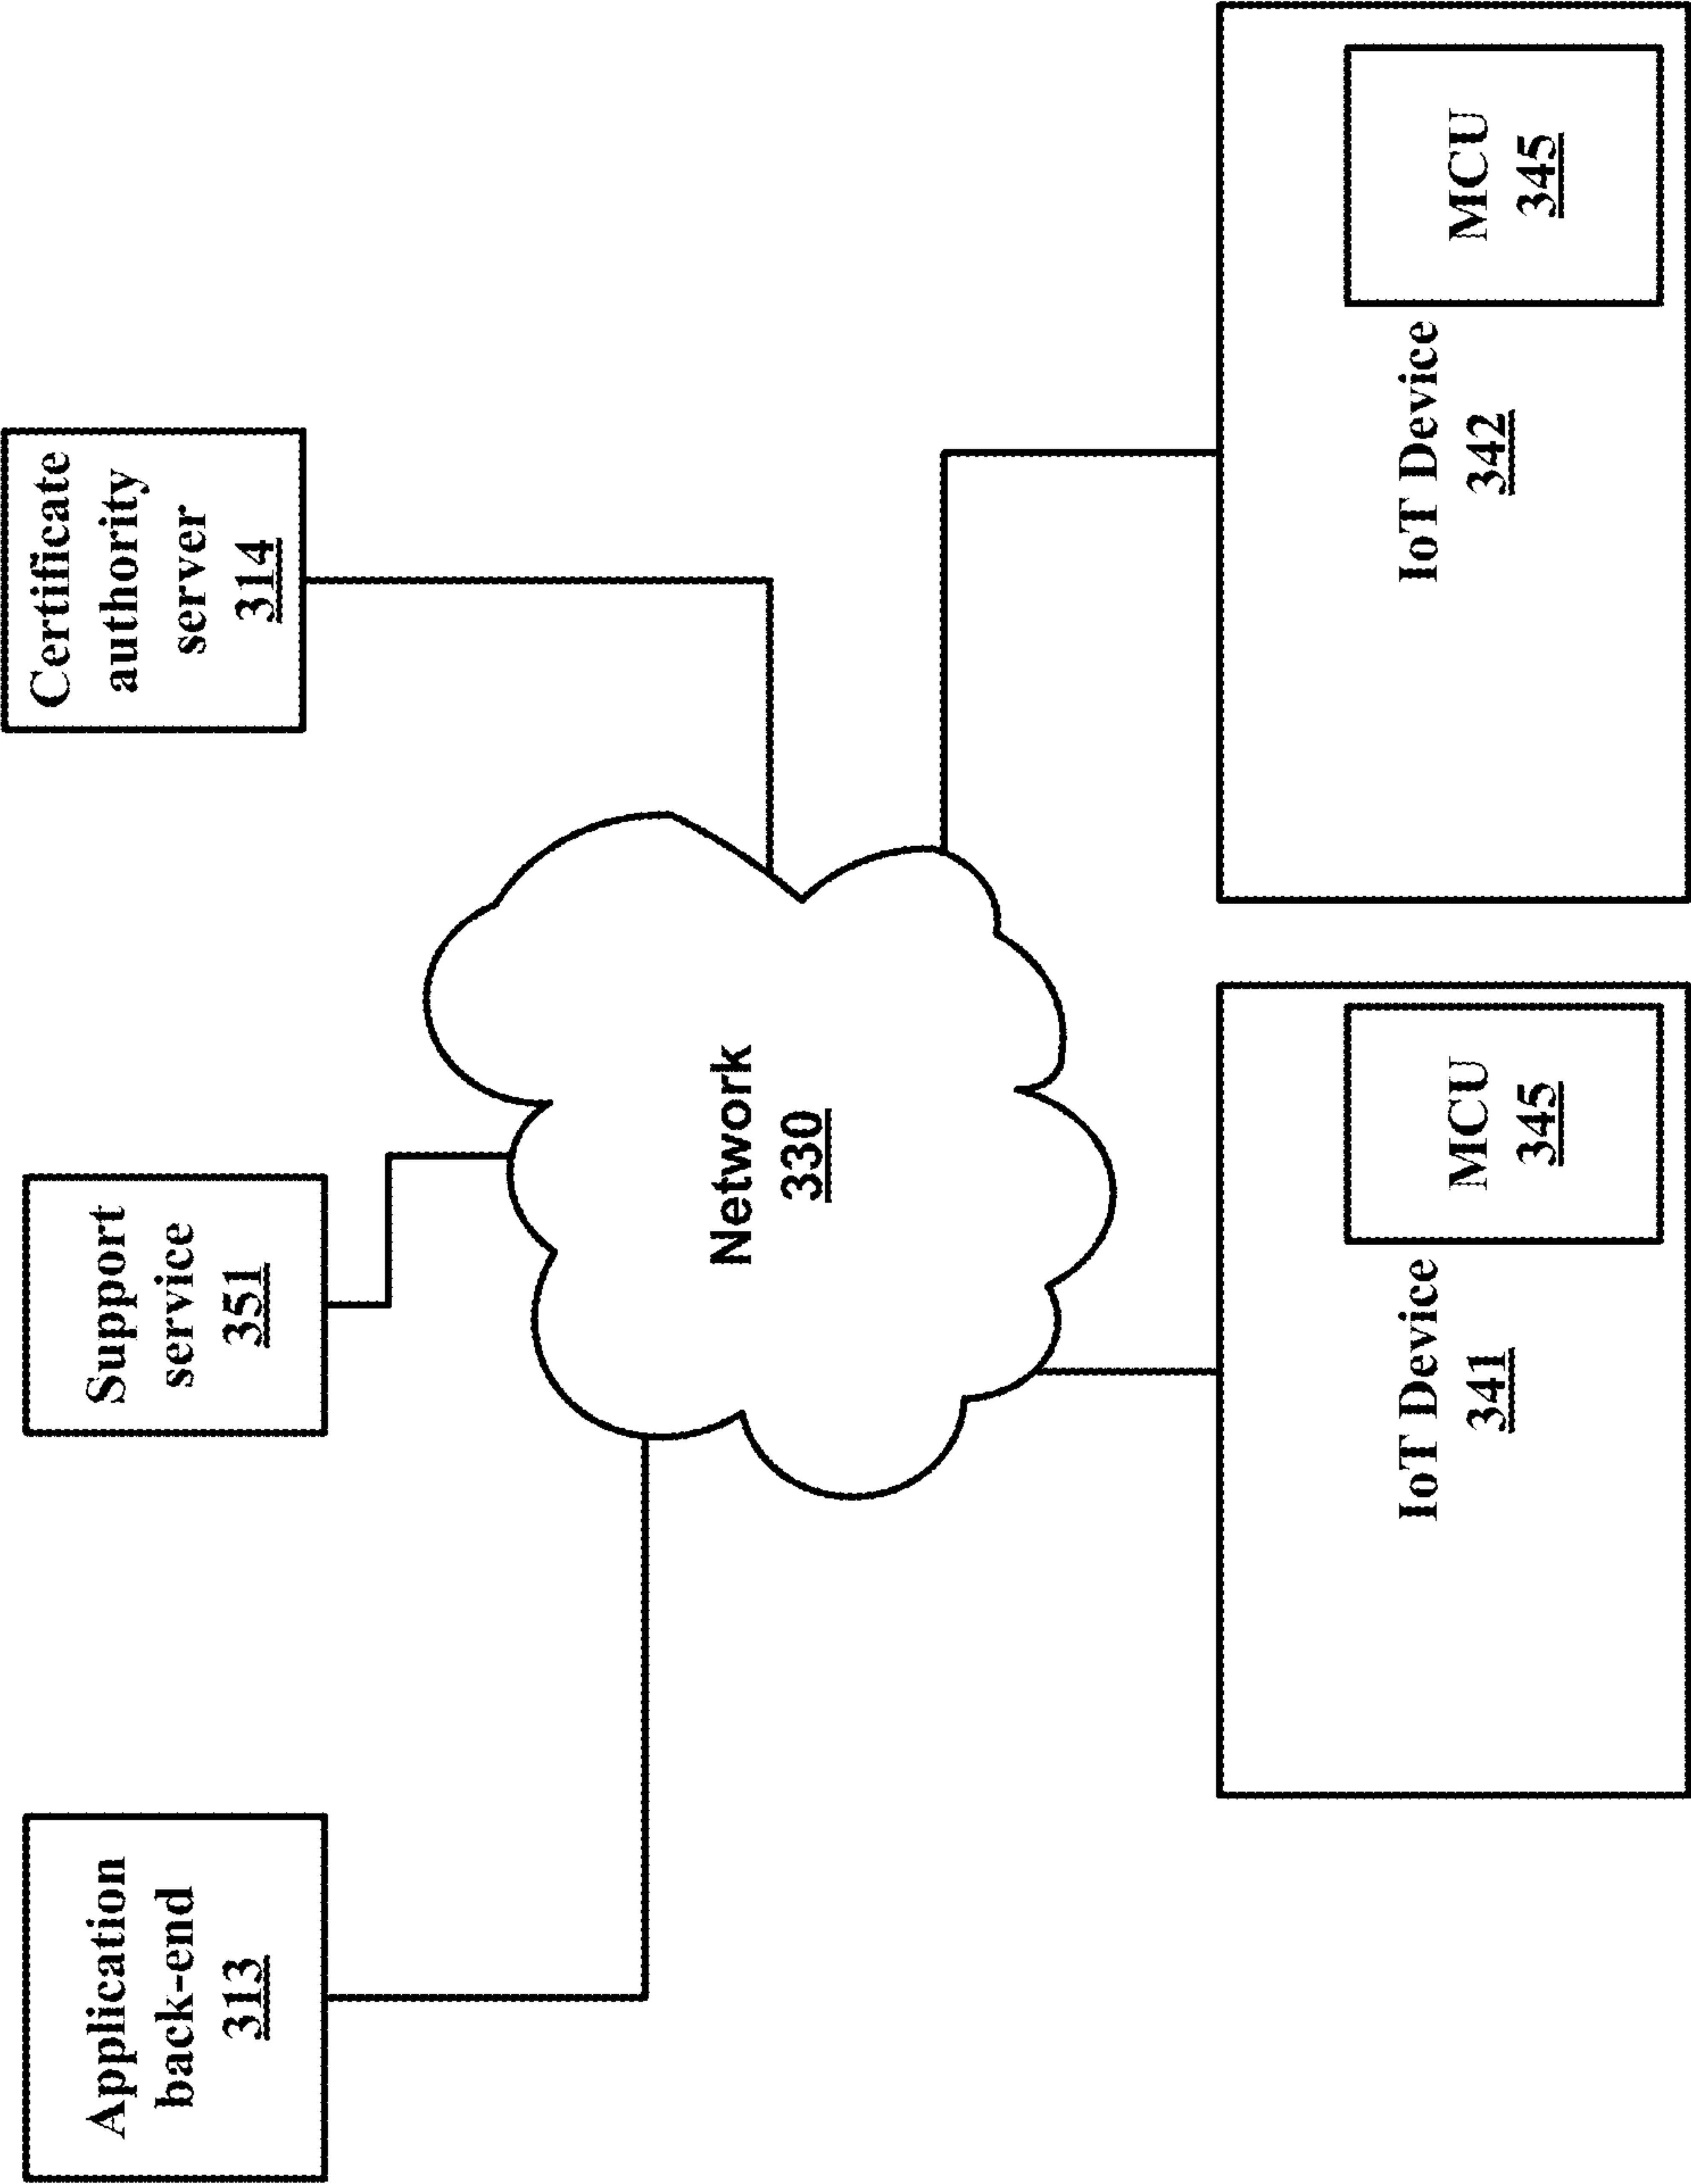 Application
back-end
313
Support
service
351
Certificate
authority
server
314
Network
330
IoT Device
341
MCU
345
IoT Device
342
MCU
345